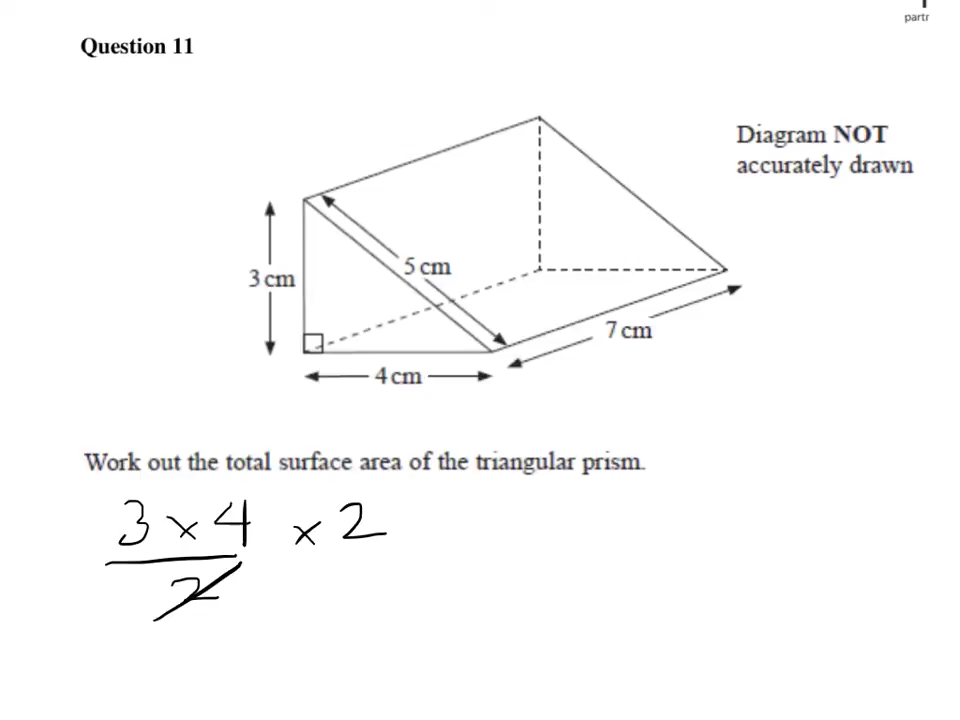 partr
Question 11
Diagram NOT
accurately drawn
5 cm
3 cm
7 cm
4 cm
Work out the total surface area of the triangular prism.
3 × 4 × 2
2